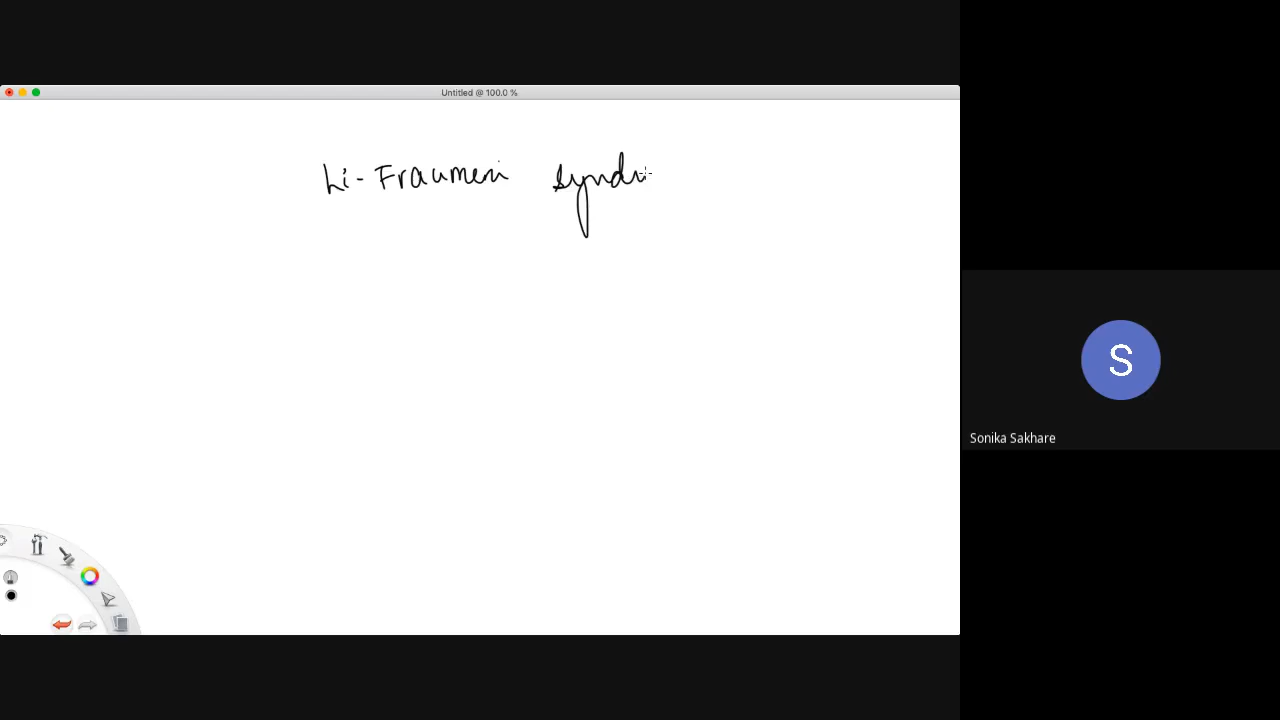 Untitled @ 100.0 %
Li-Fraumeni syndr
S
Sonika Sakhare